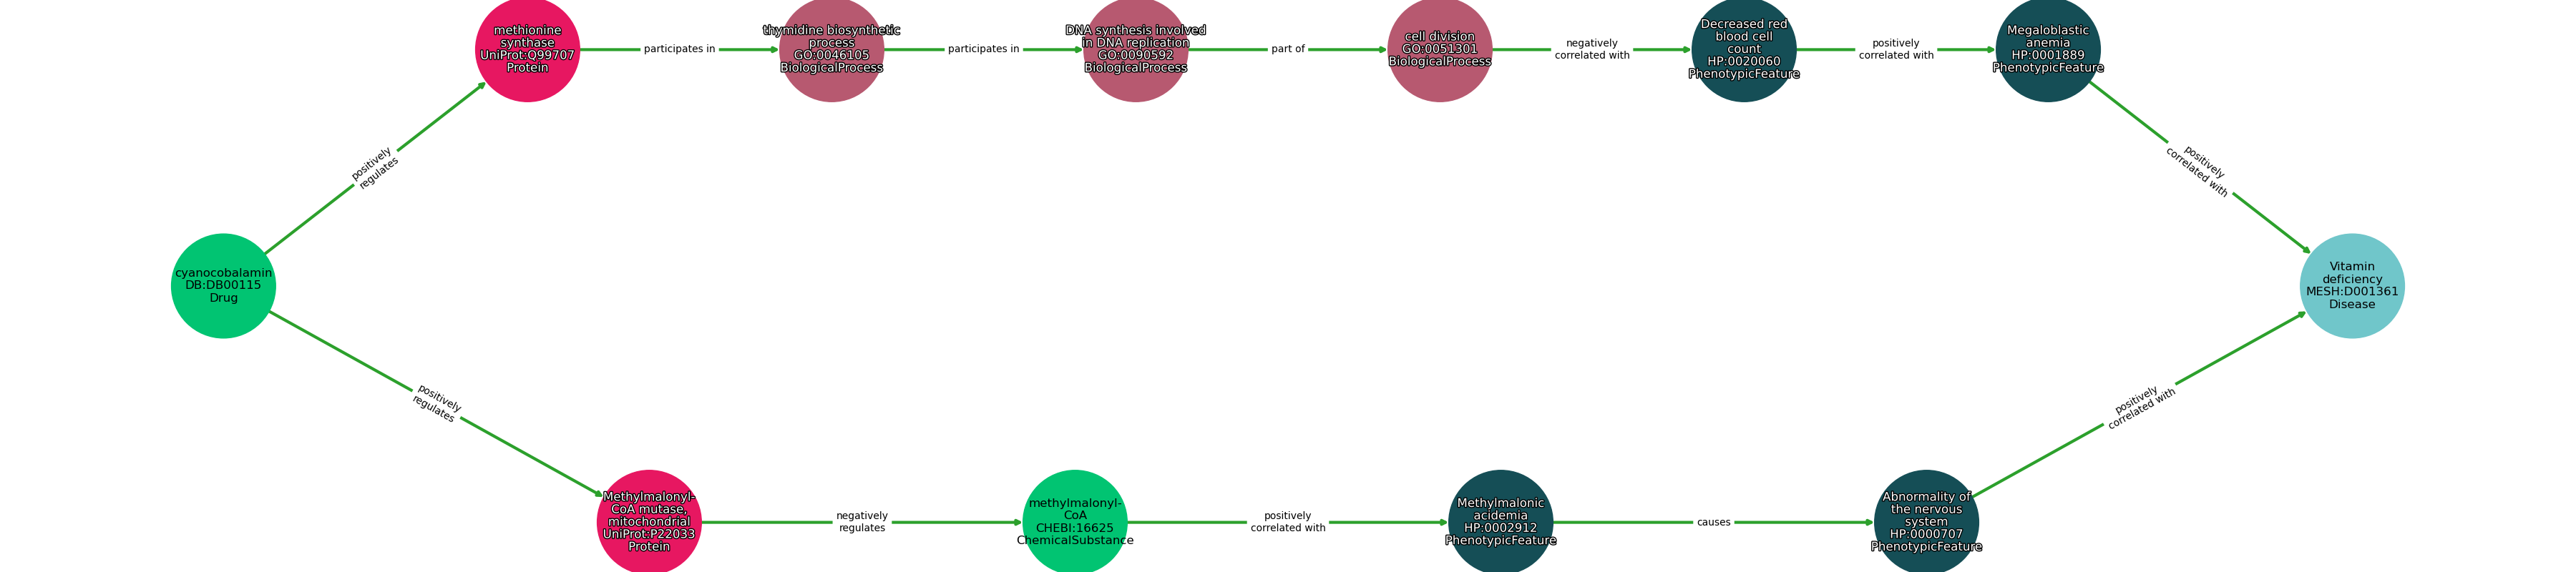 methionine
synthase
UniProt:Q99707
Protein
participates in
thymidine biosynthetic
process
GO:0046105
BiologicalProcess
participates in
DNA synthesis involved
in DNA replication
GO:0090592
BiologicalProcess
part of
cell division
GO:0051301
BiologicalProcess
negatively
correlated with
Decreased red
blood cell
count
HP:0020060
PhenotypicFeature
positively
correlated with
Megaloblastic
anemia
HP:0001889
PhenotypicFeature
positively
regulates
positively
correlated with
cyanocobalamin
DB:DB00115
Drug
Vitamin
deficiency
MESH:D001361
Disease
positively
regulates
positively
correlated with
Methylmalonyl-
CoA mutase,
mitochondrial
UniProt:P22033
Protein
negatively
regulates
methylmalonyl-
CoA
CHEBI:16625
ChemicalSubstance
positively
correlated with
Methylmalonic
acidemia
HP:0002912
PhenotypicFeature
causes
Abnormality of
the nervous
system
HP:0000707
PhenotypicFeature